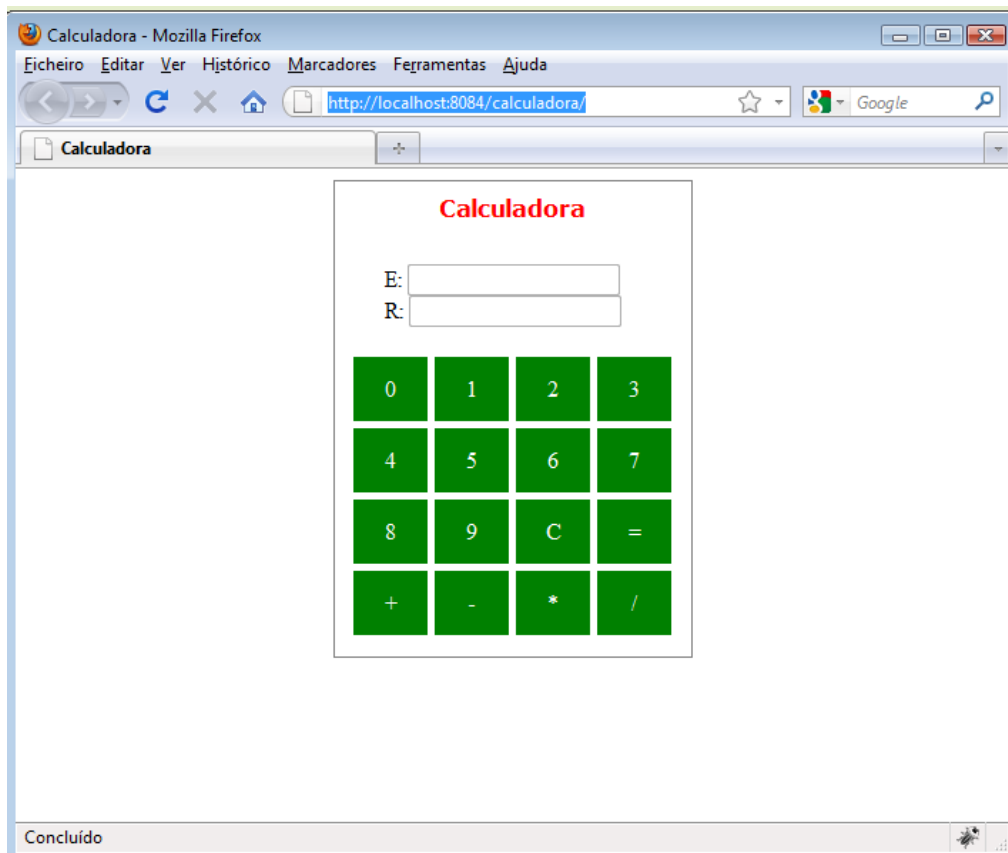 Calculadora - Mozilla Firefox
Ficheiro Editar Ver Histórico Marcadores Ferramentas Ajuda
http://localhost:8084/calculadora/ Google
Calculadora
Calculadora
E:
R:
0 1 2 3
4 5 6 7
8 9 C =
+ - * /
Concluído